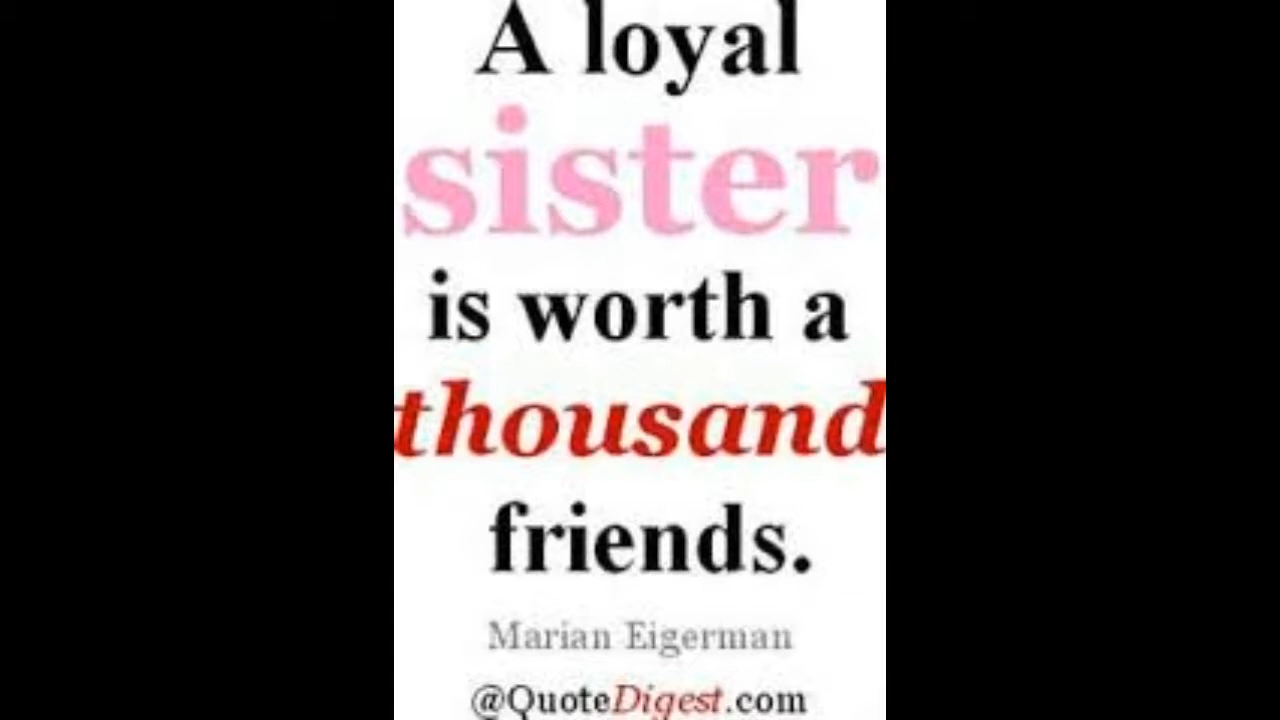 A loyal
sister
is worth a
thousand
friends.
Marian Eigerman
@QuoteDigest.com